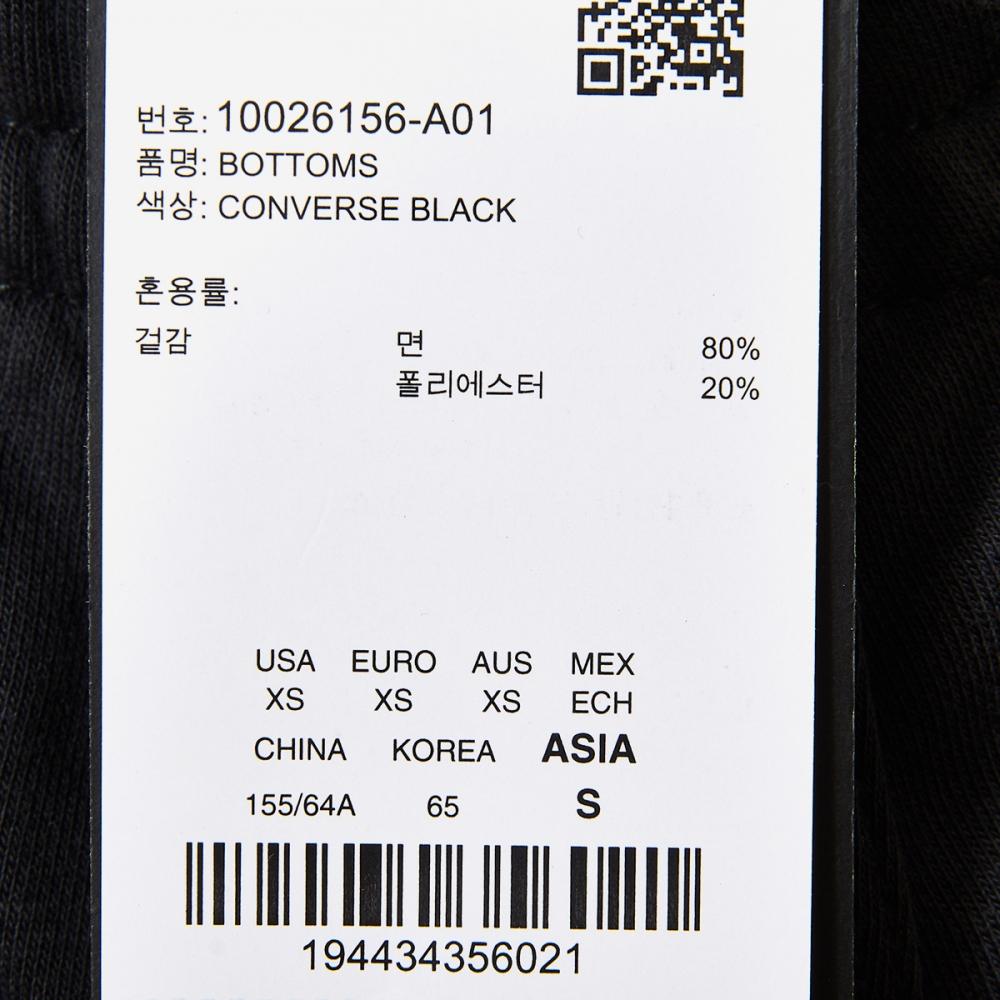 번호: 10026156-A01
품명: BOTTOMS
색상: CONVERSE BLACK
혼용률:
겉감 면 80%
폴리에스터 20%
USA EURO AUS MEX
XS XS XS ECH
CHINA KOREA ASIA
155/64A 65 S
194434356021